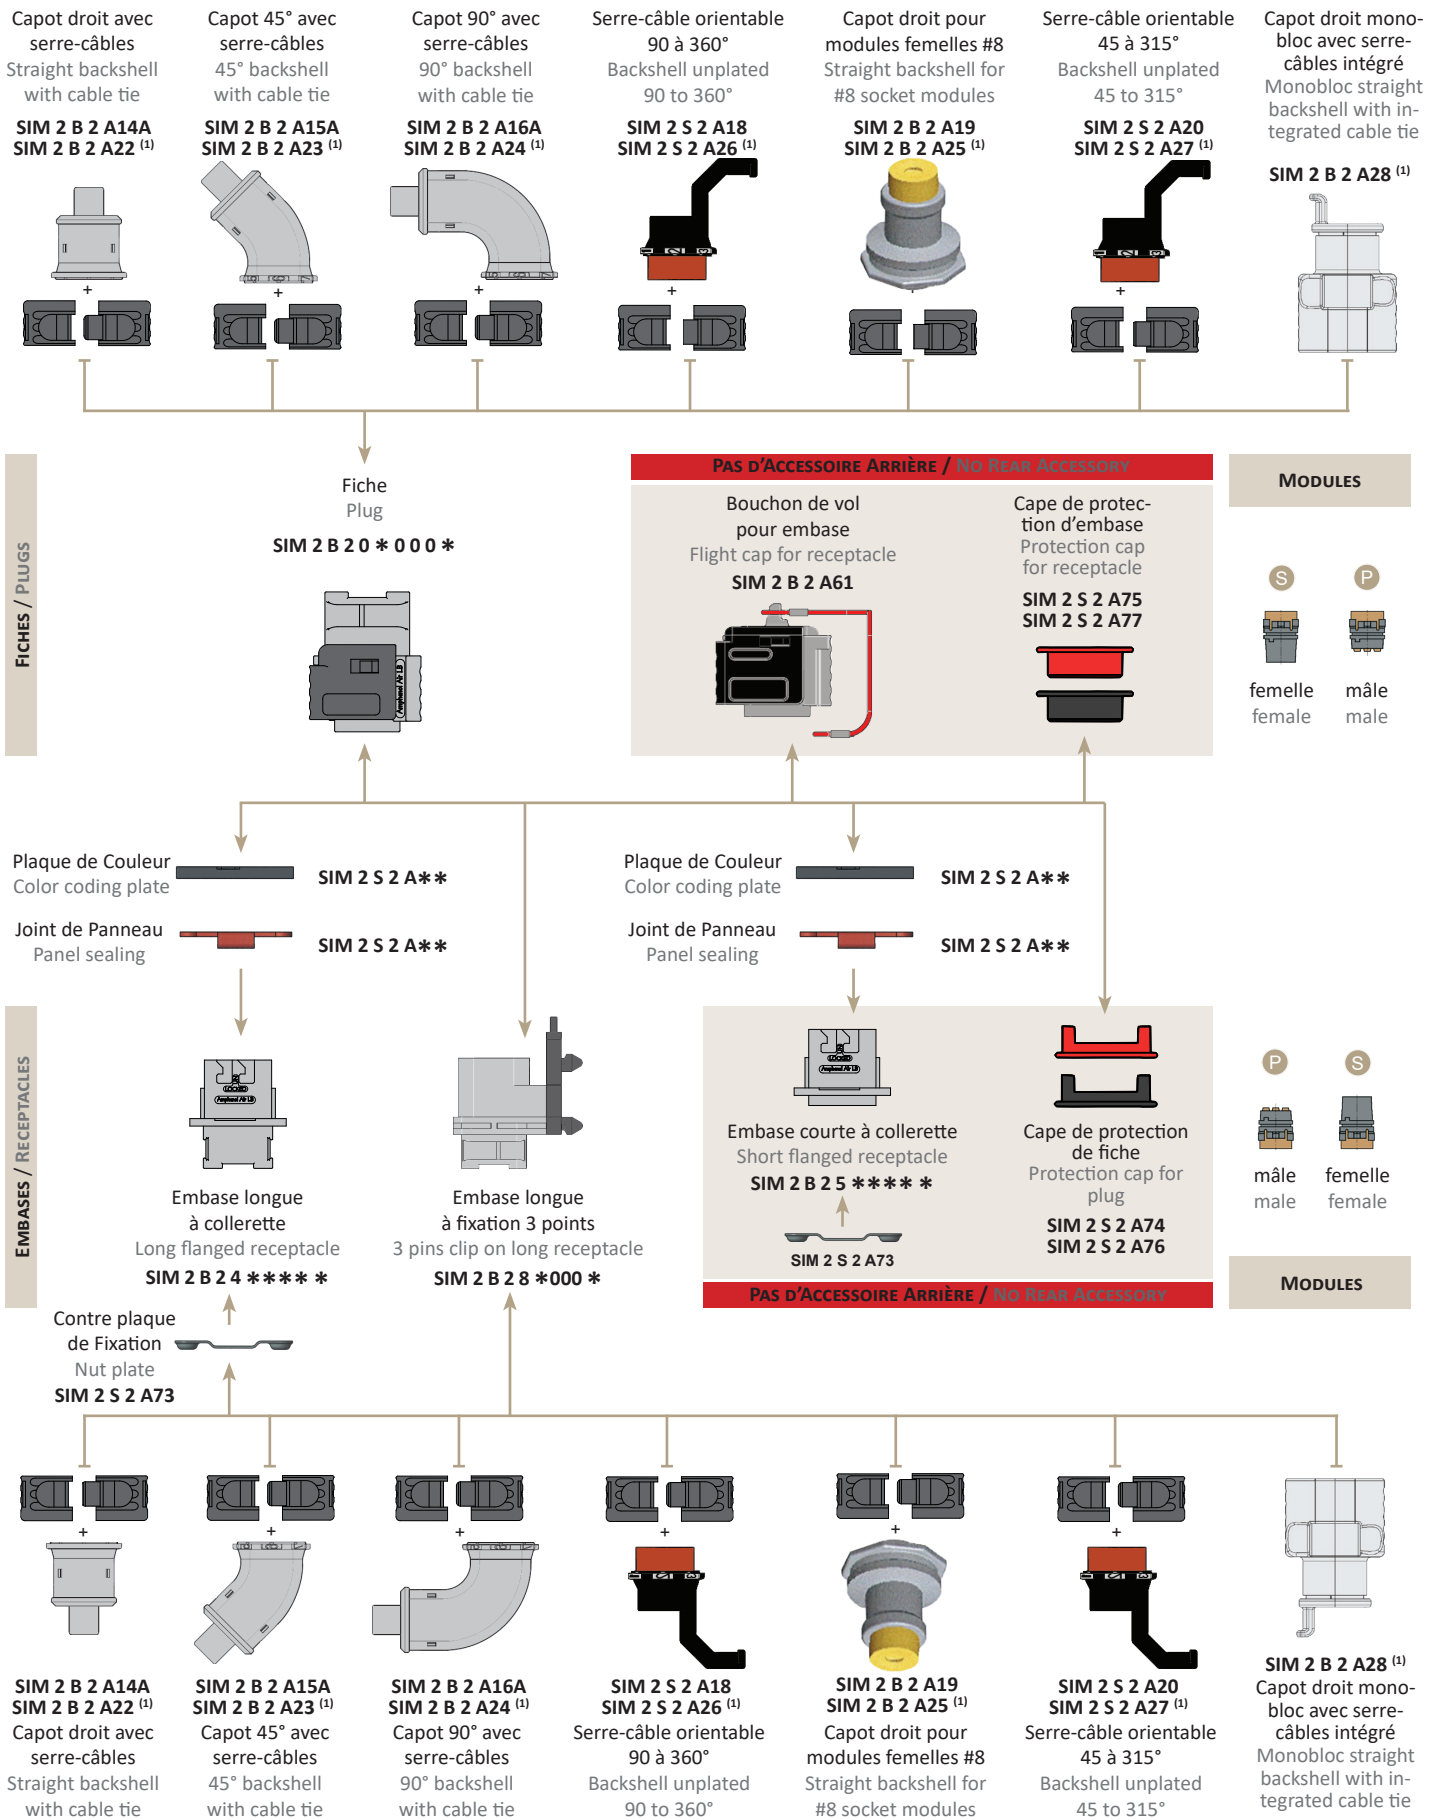 Capot droit avec
serre-câbles
Straight backshell
with cable tie
SIM 2 B 2 A14A
SIM 2 B 2 A22 (1)
Capot 45° avec
serre-câbles
45° backshell
with cable tie
SIM 2 B 2 A15A
SIM 2 B 2 A23 (1)
Capot 90° avec
serre-câbles
90° backshell
with cable tie
SIM 2 B 2 A16A
SIM 2 B 2 A24 (1)
Serre-câble orientable
90 à 360°
Backshell unplated
90 to 360°
SIM 2 S 2 A18
SIM 2 S 2 A26 (1)
Capot droit pour
modules femelles #8
Straight backshell for
#8 socket modules
SIM 2 B 2 A19
SIM 2 B 2 A25 (1)
Serre-câble orientable
45 à 315°
Backshell unplated
45 to 315°
SIM 2 S 2 A20
SIM 2 S 2 A27 (1)
Capot droit mono-
bloc avec serre-
câbles intégré
Monobloc straight
backshell with in-
tegrated cable tie
SIM 2 B 2 A28 (1)
+
+
+
+
+
FICHES / PLUGS
Fiche
Plug
SIM 2 B 2 0 * 0 0 0 *
Amphenol Air LB
PAS D'ACCESSOIRE ARRIÈRE / NO REAR ACCESSORY
Bouchon de vol
pour embase
Flight cap for receptacle
SIM 2 B 2 A61
Cape de protec-
tion d'embase
Protection cap
for receptacle
SIM 2 S 2 A75
SIM 2 S 2 A77
MODULES
S
P
femelle
female
mâle
male
Plaque de Couleur
Color coding plate
SIM 2 S 2 A**
Joint de Panneau
Panel sealing
SIM 2 S 2 A**
Plaque de Couleur
Color coding plate
SIM 2 S 2 A**
Joint de Panneau
Panel sealing
SIM 2 S 2 A**
EMBASES / RECEPTACLES
LOCKED
Amphenol Air LB
Embase longue
à collerette
Long flanged receptacle
SIM 2 B 2 4 **** *
Embase longue
à fixation 3 points
3 pins clip on long receptacle
SIM 2 B 2 8 *000 *
LOCKED
Amphenol Air LB
Embase courte à collerette
Short flanged receptacle
SIM 2 B 2 5 **** *
SIM 2 S 2 A73
Cape de protection
de fiche
Protection cap for
plug
SIM 2 S 2 A74
SIM 2 S 2 A76
PAS D'ACCESSOIRE ARRIÈRE / NO REAR ACCESSORY
P
S
mâle
male
femelle
female
MODULES
Contre plaque
de Fixation
Nut plate
SIM 2 S 2 A73
+
+
+
+
+
+
SIM 2 B 2 A14A
SIM 2 B 2 A22 (1)
Capot droit avec
serre-câbles
Straight backshell
with cable tie
SIM 2 B 2 A15A
SIM 2 B 2 A23 (1)
Capot 45° avec
serre-câbles
45° backshell
with cable tie
SIM 2 B 2 A16A
SIM 2 B 2 A24 (1)
Capot 90° avec
serre-câbles
90° backshell
with cable tie
SIM 2 S 2 A18
SIM 2 S 2 A26 (1)
Serre-câble orientable
90 à 360°
Backshell unplated
90 to 360°
SIM 2 B 2 A19
SIM 2 B 2 A25 (1)
Capot droit pour
modules femelles #8
Straight backshell for
#8 socket modules
SIM 2 S 2 A20
SIM 2 S 2 A27 (1)
Serre-câble orientable
45 à 315°
Backshell unplated
45 to 315°
SIM 2 B 2 A28 (1)
Capot droit mono-
bloc avec serre-
câbles intégré
Monobloc straight
backshell with in-
tegrated cable tie